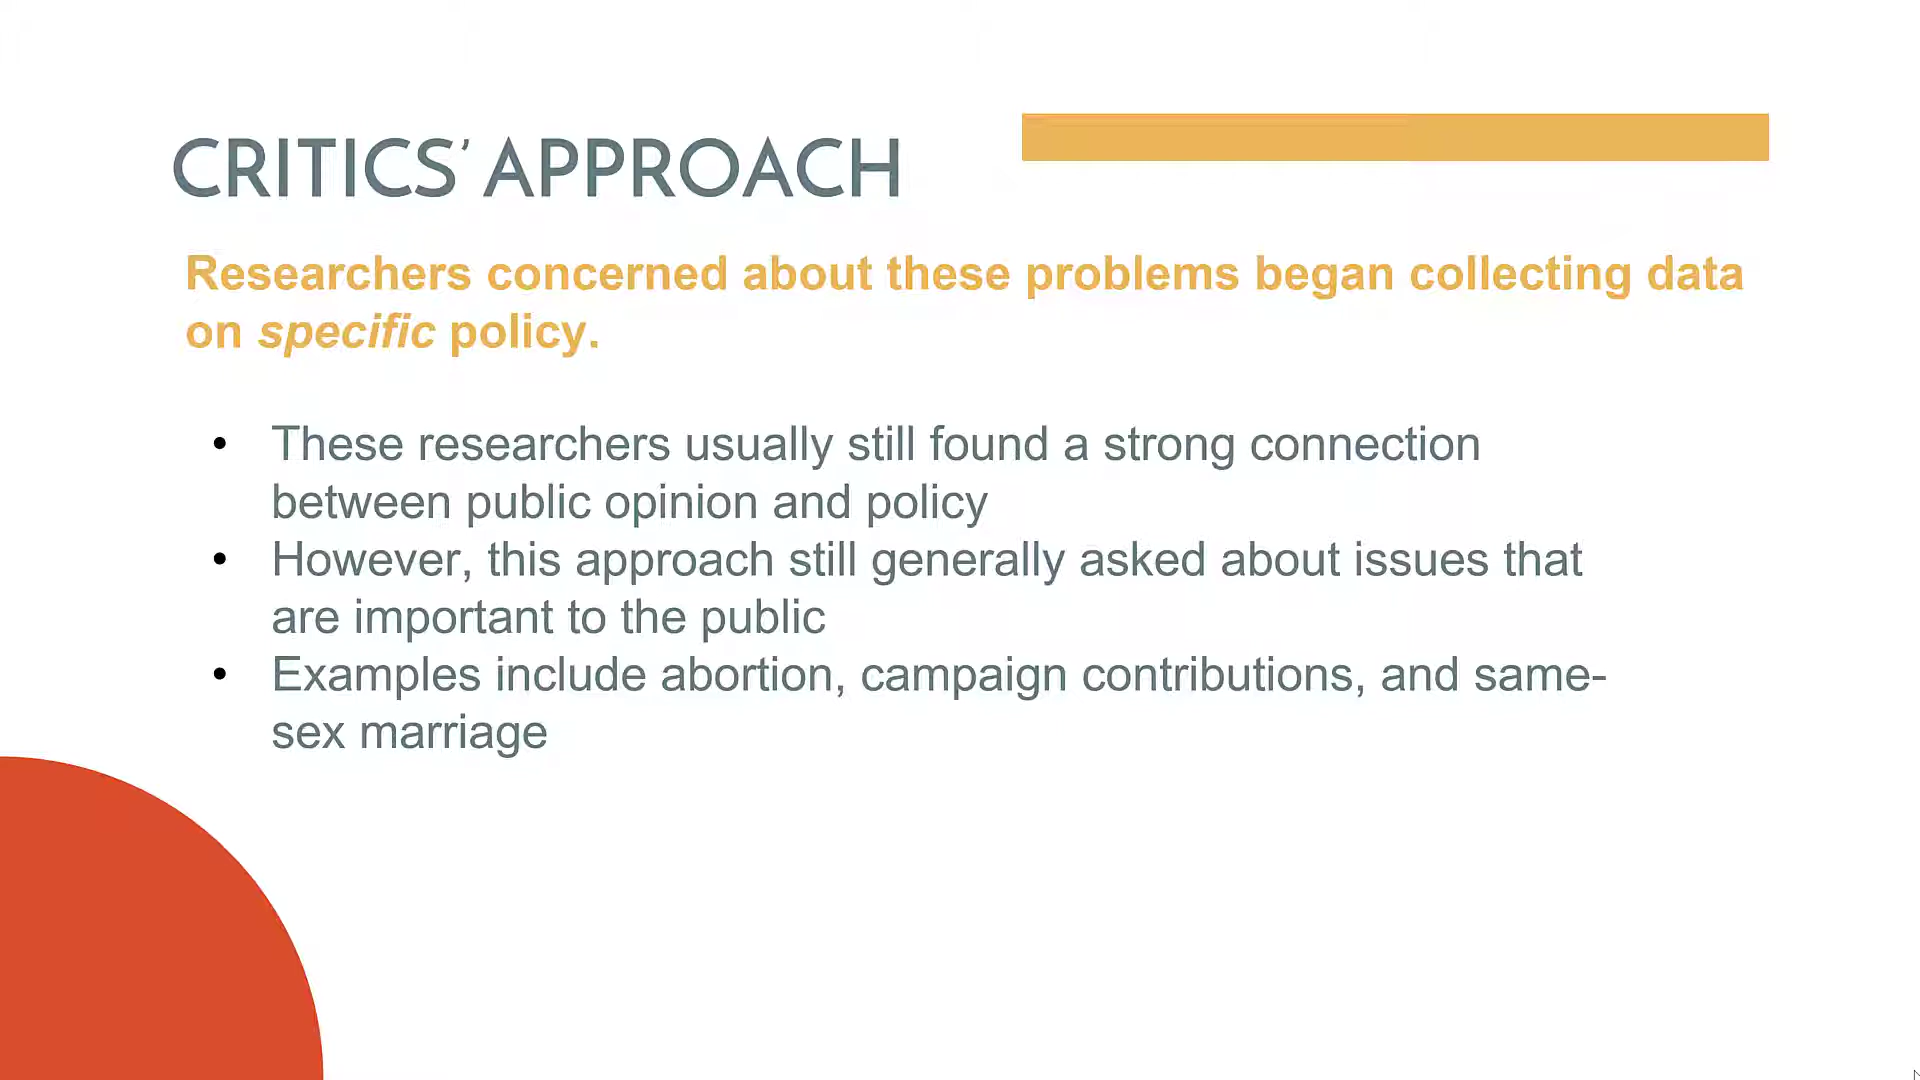 CRITICS’ APPROACH
Researchers concerned about these problems began collecting data
on specific policy.
• These researchers usually still found a strong connection
between public opinion and policy
• However, this approach still generally asked about issues that
are important to the public
• Examples include abortion, campaign contributions, and same-
sex marriage